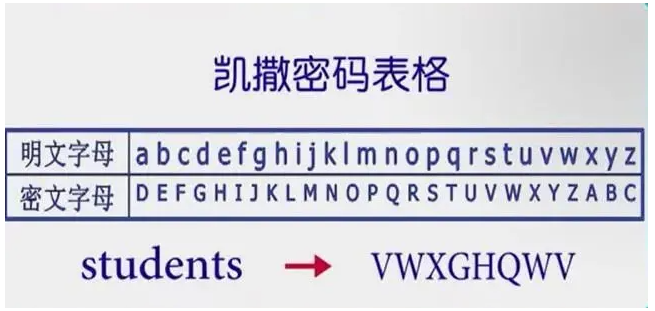 凯撒密码表格
明文字母 a b c d e f g h i j k l m n o p q r s t u v w x y z
密文字母 D E F G H I J K L M N O P Q R S T U V W X Y Z A B C
students → VWXGHQWV